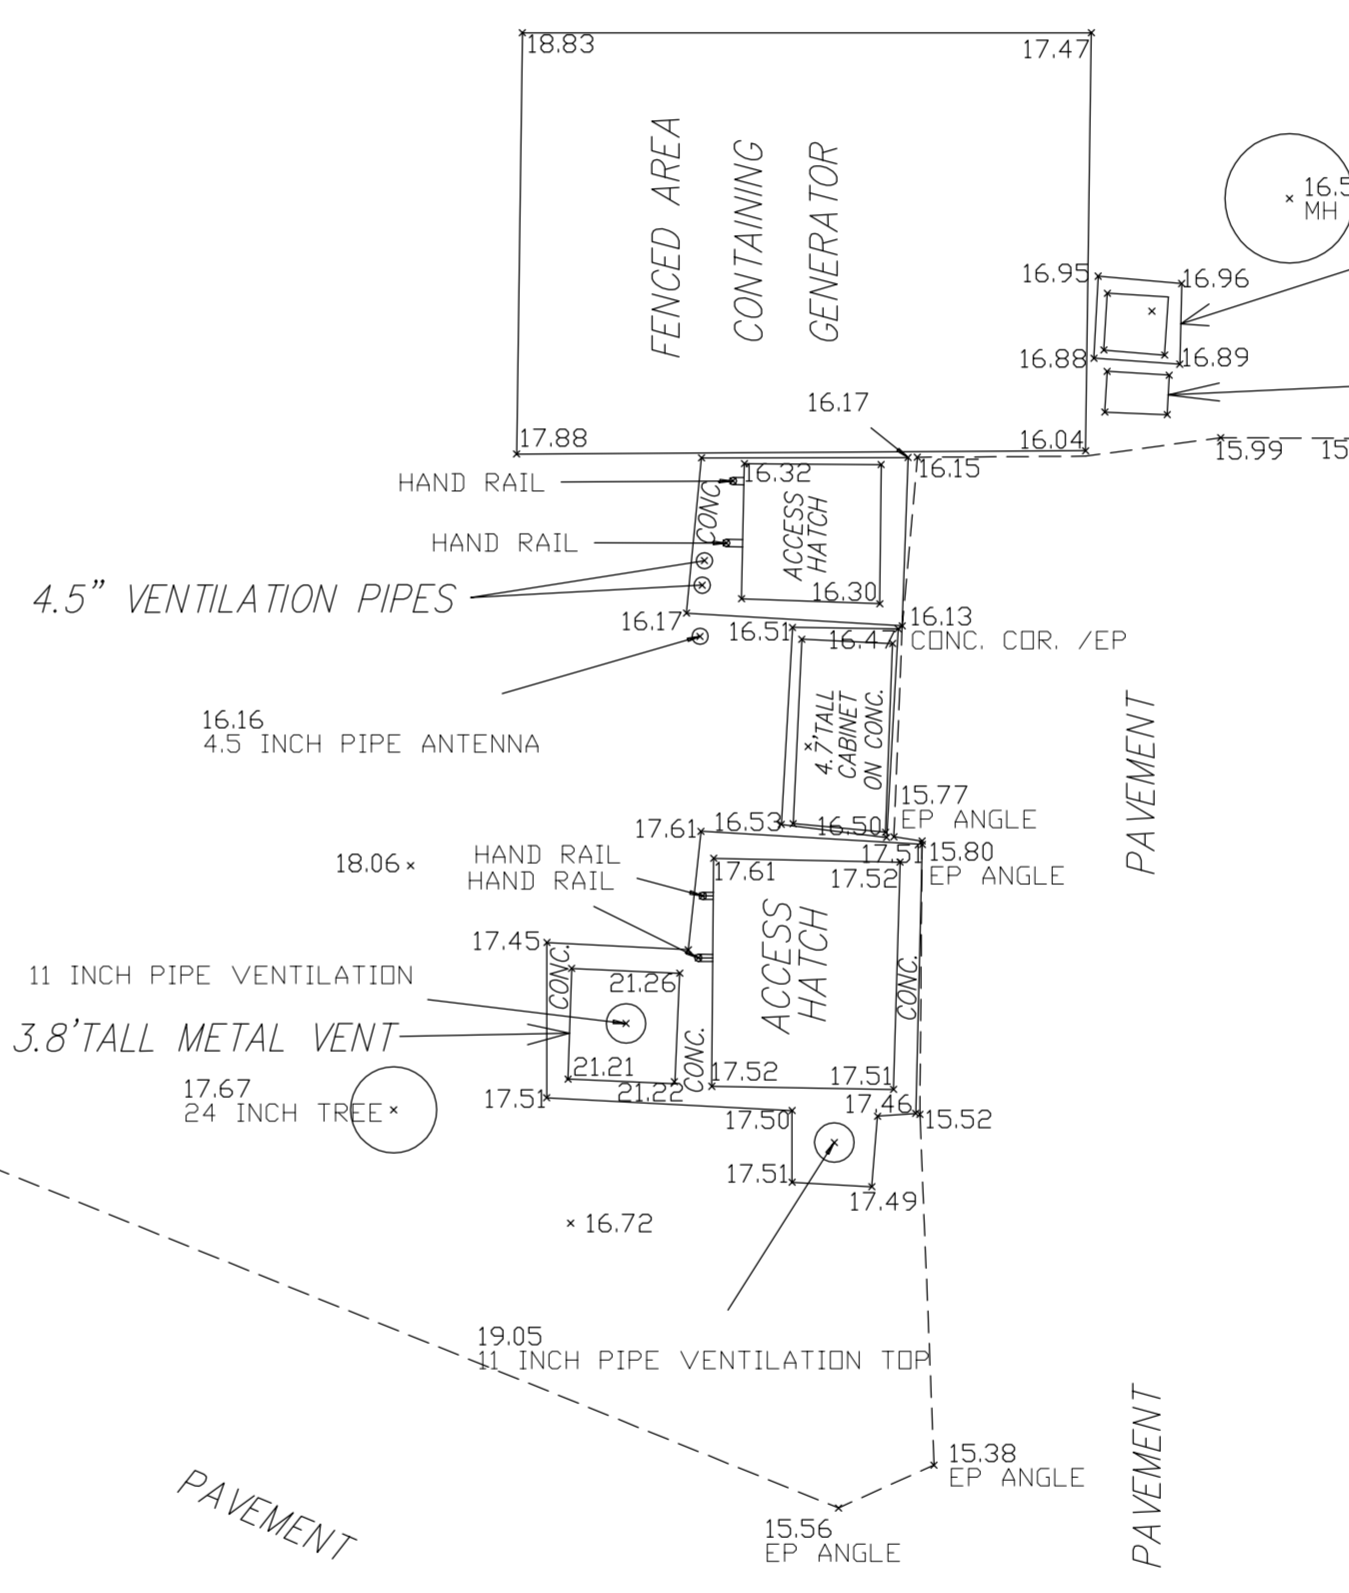 18.83
17.47
FENCED AREA
CONTAINING
GENERATOR
MH
16.95
16.96
16.88
16.89
16.17
17.88
16.04
15.99
HAND RAIL
16.32
16.15
CONC.
ACCESS
HATCH
HAND RAIL
4.5" VENTILATION PIPES
16.30
16.17
16.51
16.47
16.13
CONC. COR. /EP
16.16
4.5 INCH PIPE ANTENNA
4.7'TALL
CABINET
ON CONC.
PAVEMENT
15.77
EP ANGLE
17.61
16.53
16.50
17.51
15.80
EP ANGLE
18.06
HAND RAIL
HAND RAIL
17.61
17.52
17.45
CONC.
ACCESS
HATCH
CONC.
11 INCH PIPE VENTILATION
21.26
3.8'TALL METAL VENT
CONC.
21.21
21.22
17.52
17.51
17.67
24 INCH TREE
17.51
17.50
17.46
15.52
17.51
17.49
16.72
19.05
11 INCH PIPE VENTILATION TOP
15.38
EP ANGLE
PAVEMENT
PAVEMENT
15.56
EP ANGLE